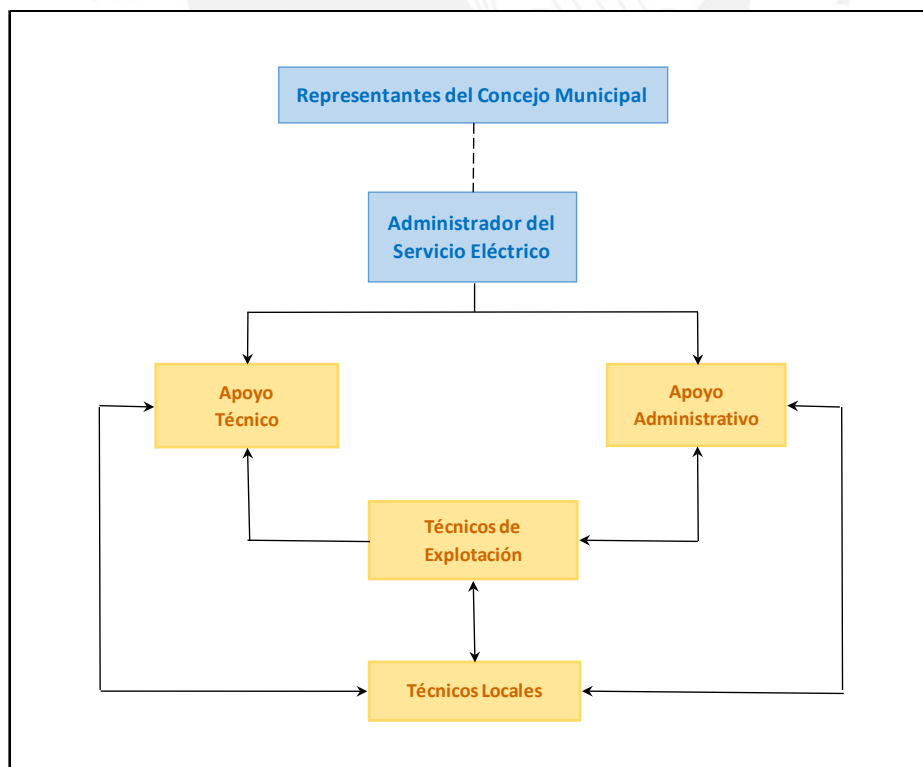 Representantes del Concejo Municipal
Administrador del
Servicio Eléctrico
Apoyo
Técnico
Apoyo
Administrativo
Técnicos de
Explotación
Técnicos Locales